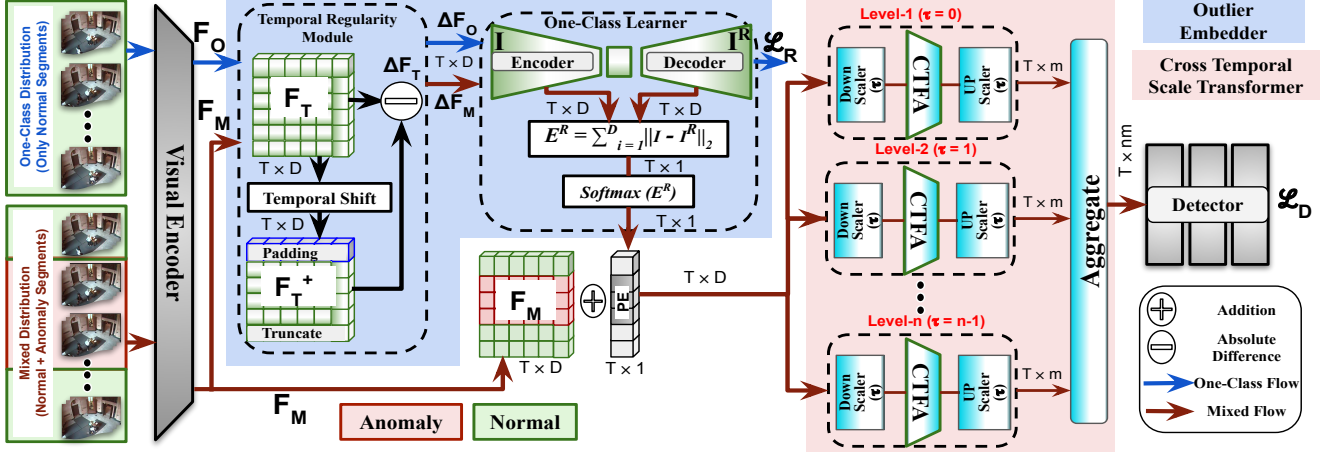 One-Class Distribution
(Only Normal Segments)
Mixed Distribution
(Normal + Anomaly Segments)
Visual Encoder
F_O
F_M
F_M
Temporal Regularity
Module
F_T
ΔF_T
T × D
Temporal Shift
T × D
Padding
F_T^+
Truncate
ΔF_O
T × D
ΔF_M
One-Class Learner
I
Encoder
I^R
Decoder
ℒ_R
T × D
T × D
E^R = ∑^D_{i = 1}||I - I^R||_2
T × 1
Softmax (E^R)
T × 1
F_M
T × D
PE
T × 1
T × D
Anomaly
Normal
Level-1 (τ = 0)
Down
Scaler
(τ)
CTFA
UP
Scaler
(τ)
T × m
Level-2 (τ = 1)
Down
Scaler
(τ)
CTFA
UP
Scaler
(τ)
T × m
Level-n (τ = n-1)
Down
Scaler
(τ)
CTFA
UP
Scaler
(τ)
T × m
Aggregate
T × nm
Outlier
Embedder
Cross Temporal
Scale Transformer
Detector
ℒ_D
Addition
Absolute
Difference
One-Class Flow
Mixed Flow